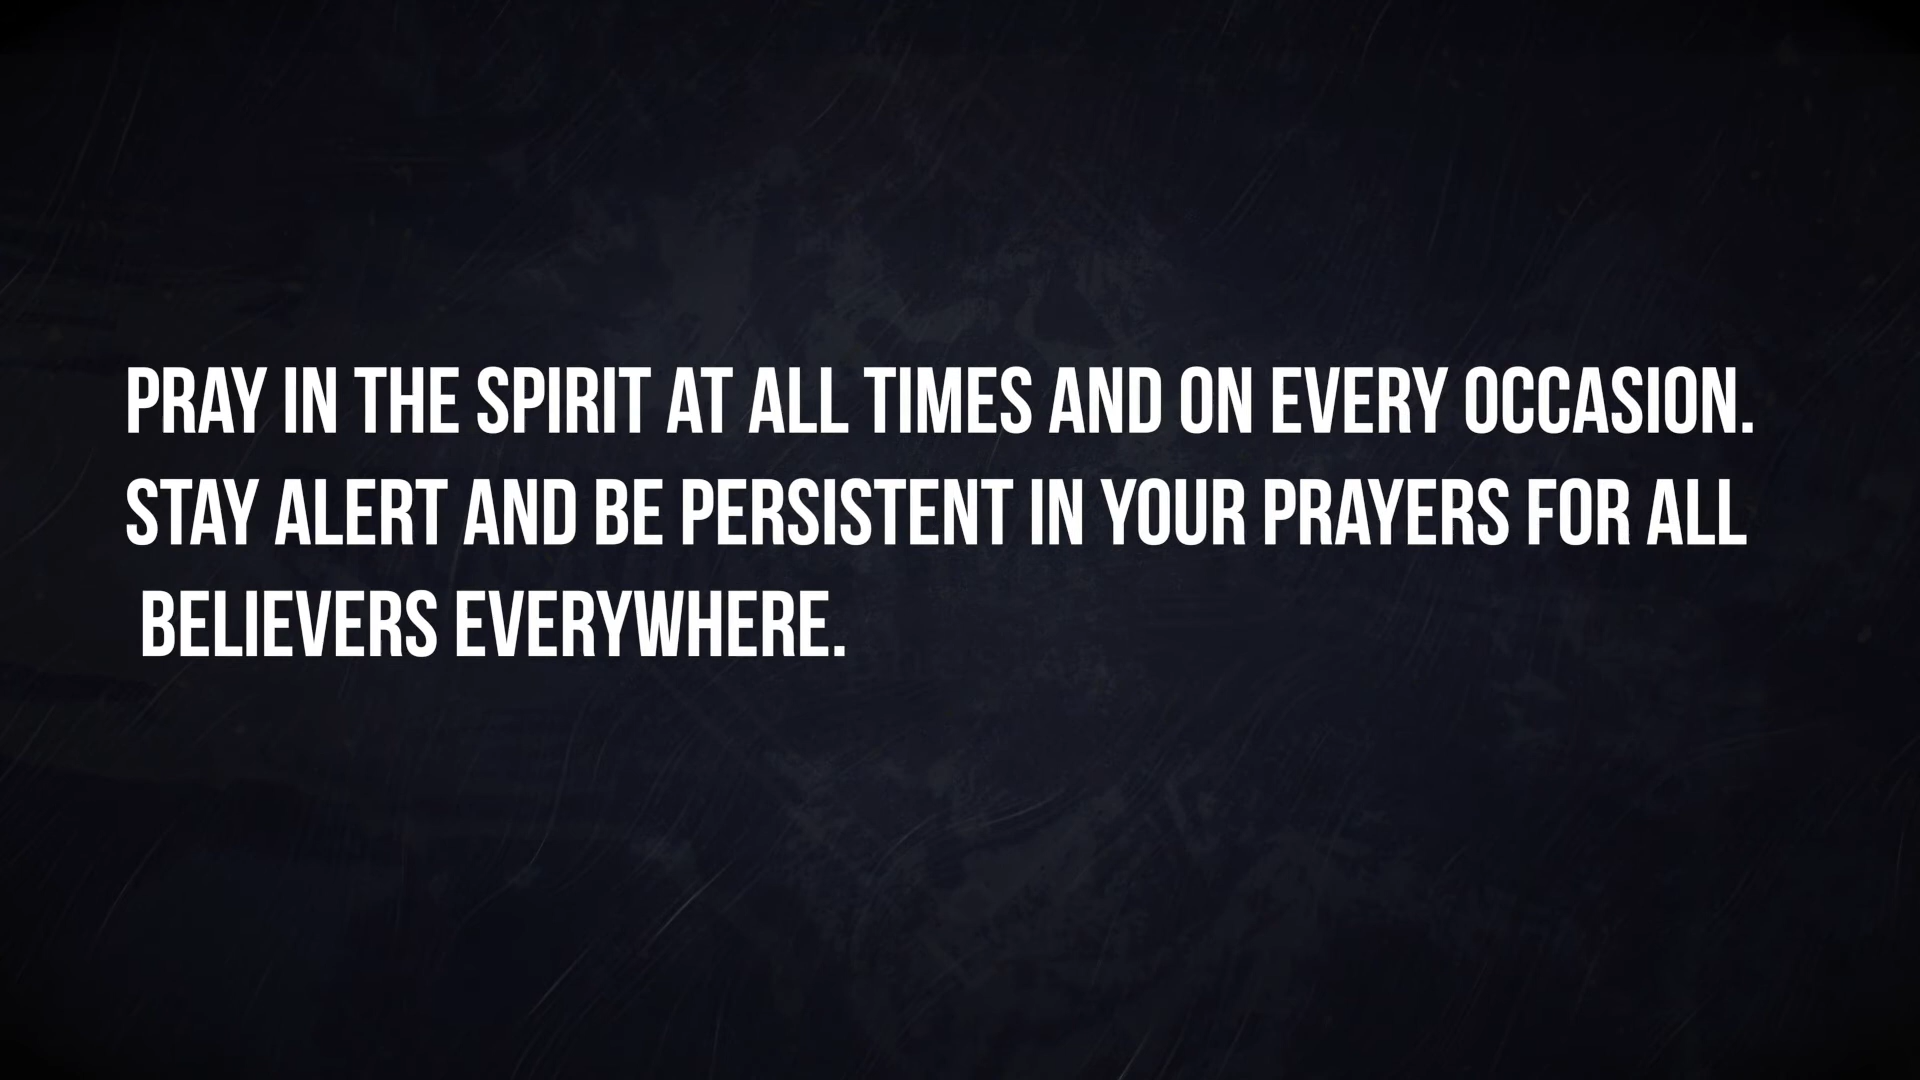 PRAY IN THE SPIRIT AT ALL TIMES AND ON EVERY OCCASION.
STAY ALERT AND BE PERSISTENT IN YOUR PRAYERS FOR ALL
BELIEVERS EVERYWHERE.